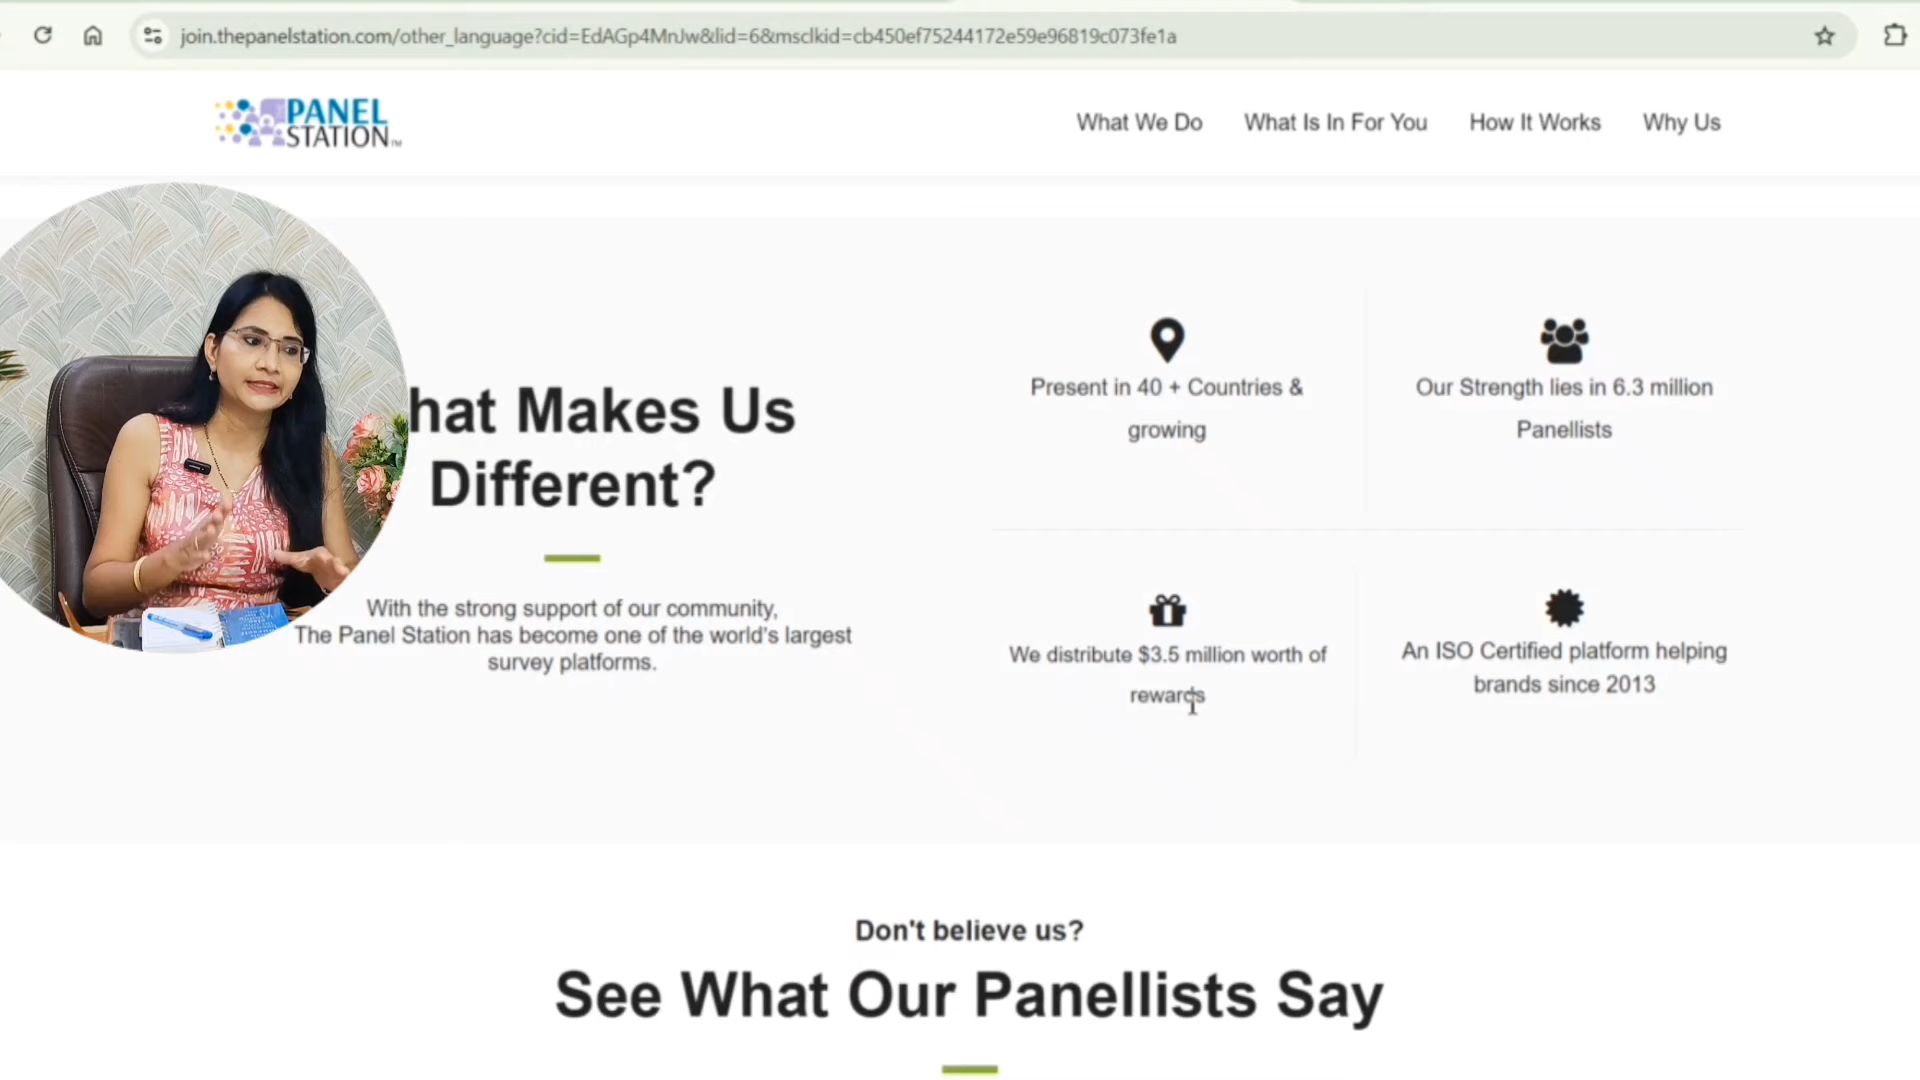 join.thepanelstation.com/other_language?cid=EdAGp4MnJw&lid=6&msclkid=cb450ef75244172e59e96819c073fe1a
PANEL
STATION TM
What We Do
What Is In For You
How It Works
Why Us
hat Makes Us
Different?
With the strong support of our community,
The Panel Station has become one of the world's largest
survey platforms.
Present in 40 + Countries &
growing
Our Strength lies in 6.3 million
Panellists
We distribute $3.5 million worth of
rewards
An ISO Certified platform helping
brands since 2013
Don't believe us?
See What Our Panellists Say